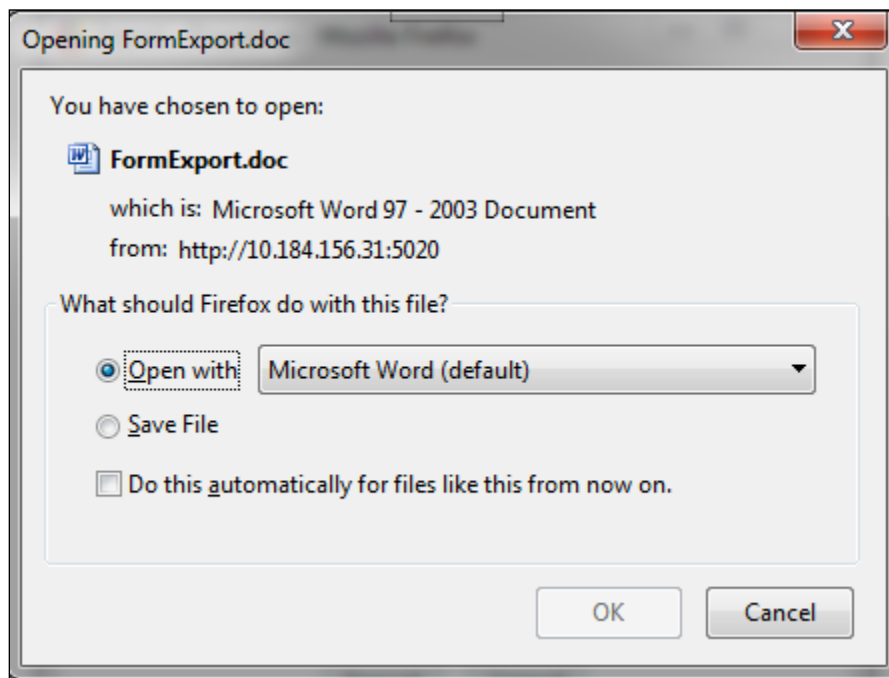 Opening FormExport.doc
You have chosen to open:
FormExport.doc
which is: Microsoft Word 97 - 2003 Document
from: http://10.184.156.31:5020
What should Firefox do with this file?
Open with Microsoft Word (default)
Save File
Do this automatically for files like this from now on.
OK Cancel